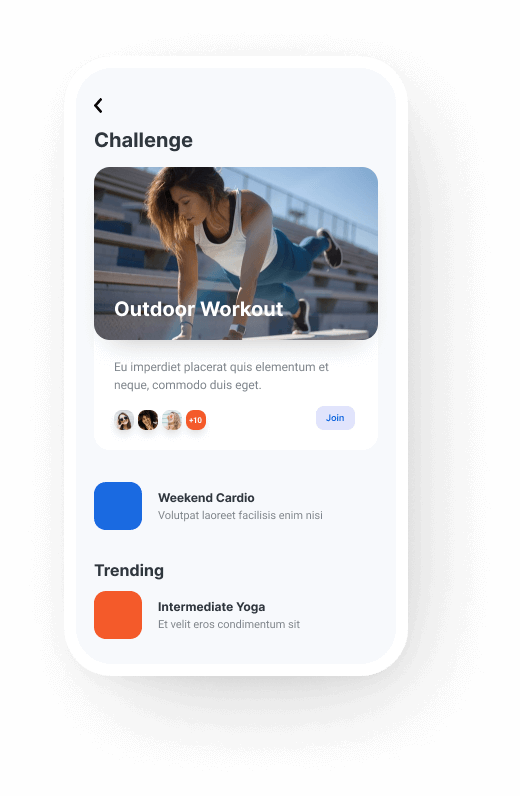 Challenge
Outdoor Workout
Eu imperdiet placerat quis elementum et
neque, commodo duis eget.
+10
Join
Weekend Cardio
Volutpat laoreet facilisis enim nisi
Trending
Intermediate Yoga
Et velit eros condimentum sit